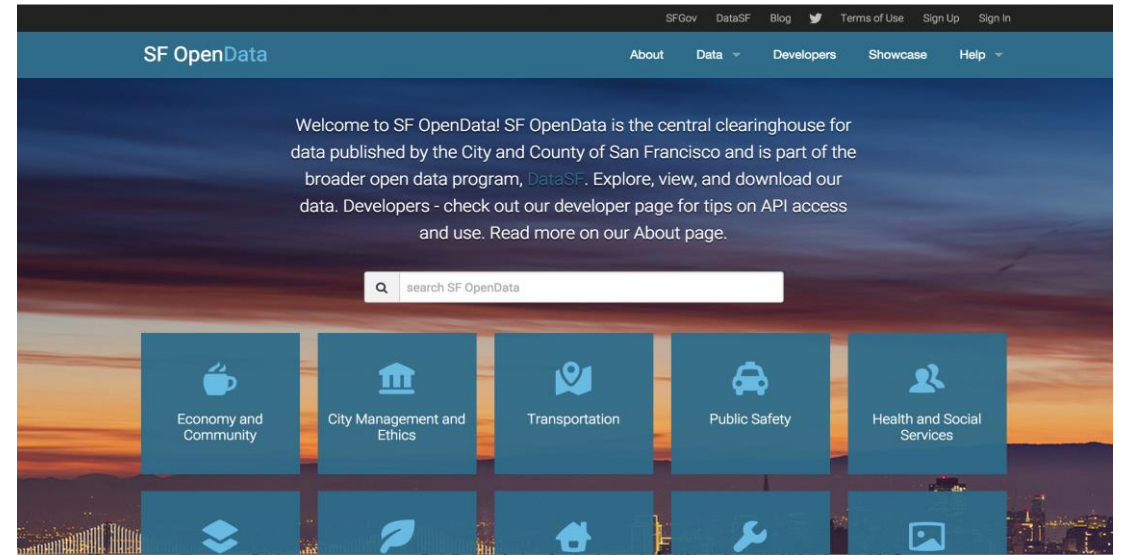 SFGov DataSF Blog Terms of Use Sign Up Sign In
SF OpenData
About Data Developers Showcase Help
Welcome to SF OpenData! SF OpenData is the central clearinghouse for
data published by the City and County of San Francisco and is part of the
broader open data program, DataSF. Explore, view, and download our
data. Developers - check out our developer page for tips on API access
and use. Read more on our About page.
search SF OpenData
Economy and
Community
City Management and
Ethics
Transportation
Public Safety
Health and Social
Services